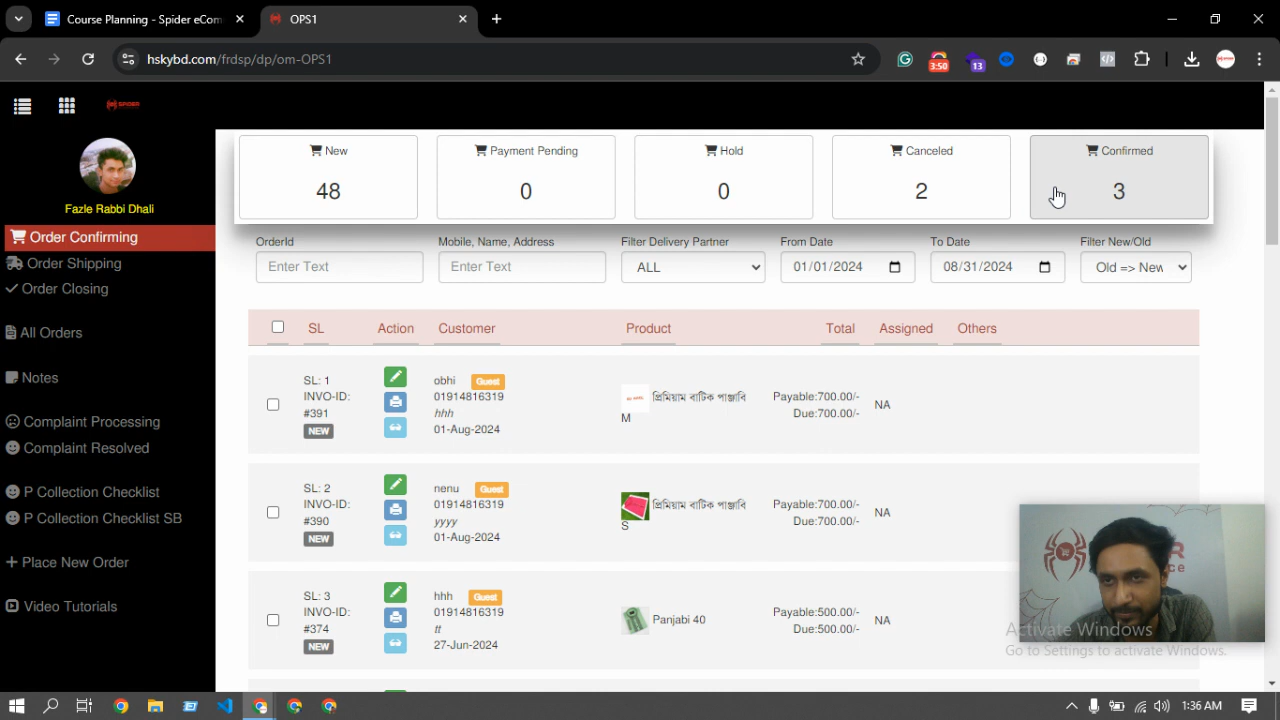 Course Planning - Spider eCom
OPS1
hskybd.com/frdsp/dp/om-OPS1
3:50
13
SPIDER
Fazle Rabbi Dhali
Order Confirming
Order Shipping
Order Closing
All Orders
Notes
Complaint Processing
Complaint Resolved
P Collection Checklist
P Collection Checklist SB
Place New Order
Video Tutorials
New
48
Payment Pending
0
Hold
0
Canceled
2
Confirmed
3
OrderId
Enter Text
Mobile, Name, Address
Enter Text
Filter Delivery Partner
ALL
From Date
01/01/2024
To Date
08/31/2024
Filter New/Old
Old => New
SL Action Customer Product Total Assigned Others
SL: 1
INVO-ID:
#391
NEW
obhi Guest
01914816319
hhh
01-Aug-2024
প্রিমিয়াম বাটিক পাঞ্জাবি
M
Payable:700.00/-
Due:700.00/-
NA
SL: 2
INVO-ID:
#390
NEW
nenu Guest
01914816319
yyyy
01-Aug-2024
প্রিমিয়াম বাটিক পাঞ্জাবি
S
Payable:700.00/-
Due:700.00/-
NA
SL: 3
INVO-ID:
#374
NEW
hhh Guest
01914816319
tt
27-Jun-2024
Panjabi 40
Payable:500.00/-
Due:500.00/-
NA
Activate Windows
Go to Settings to activate Windows.
1:36 AM